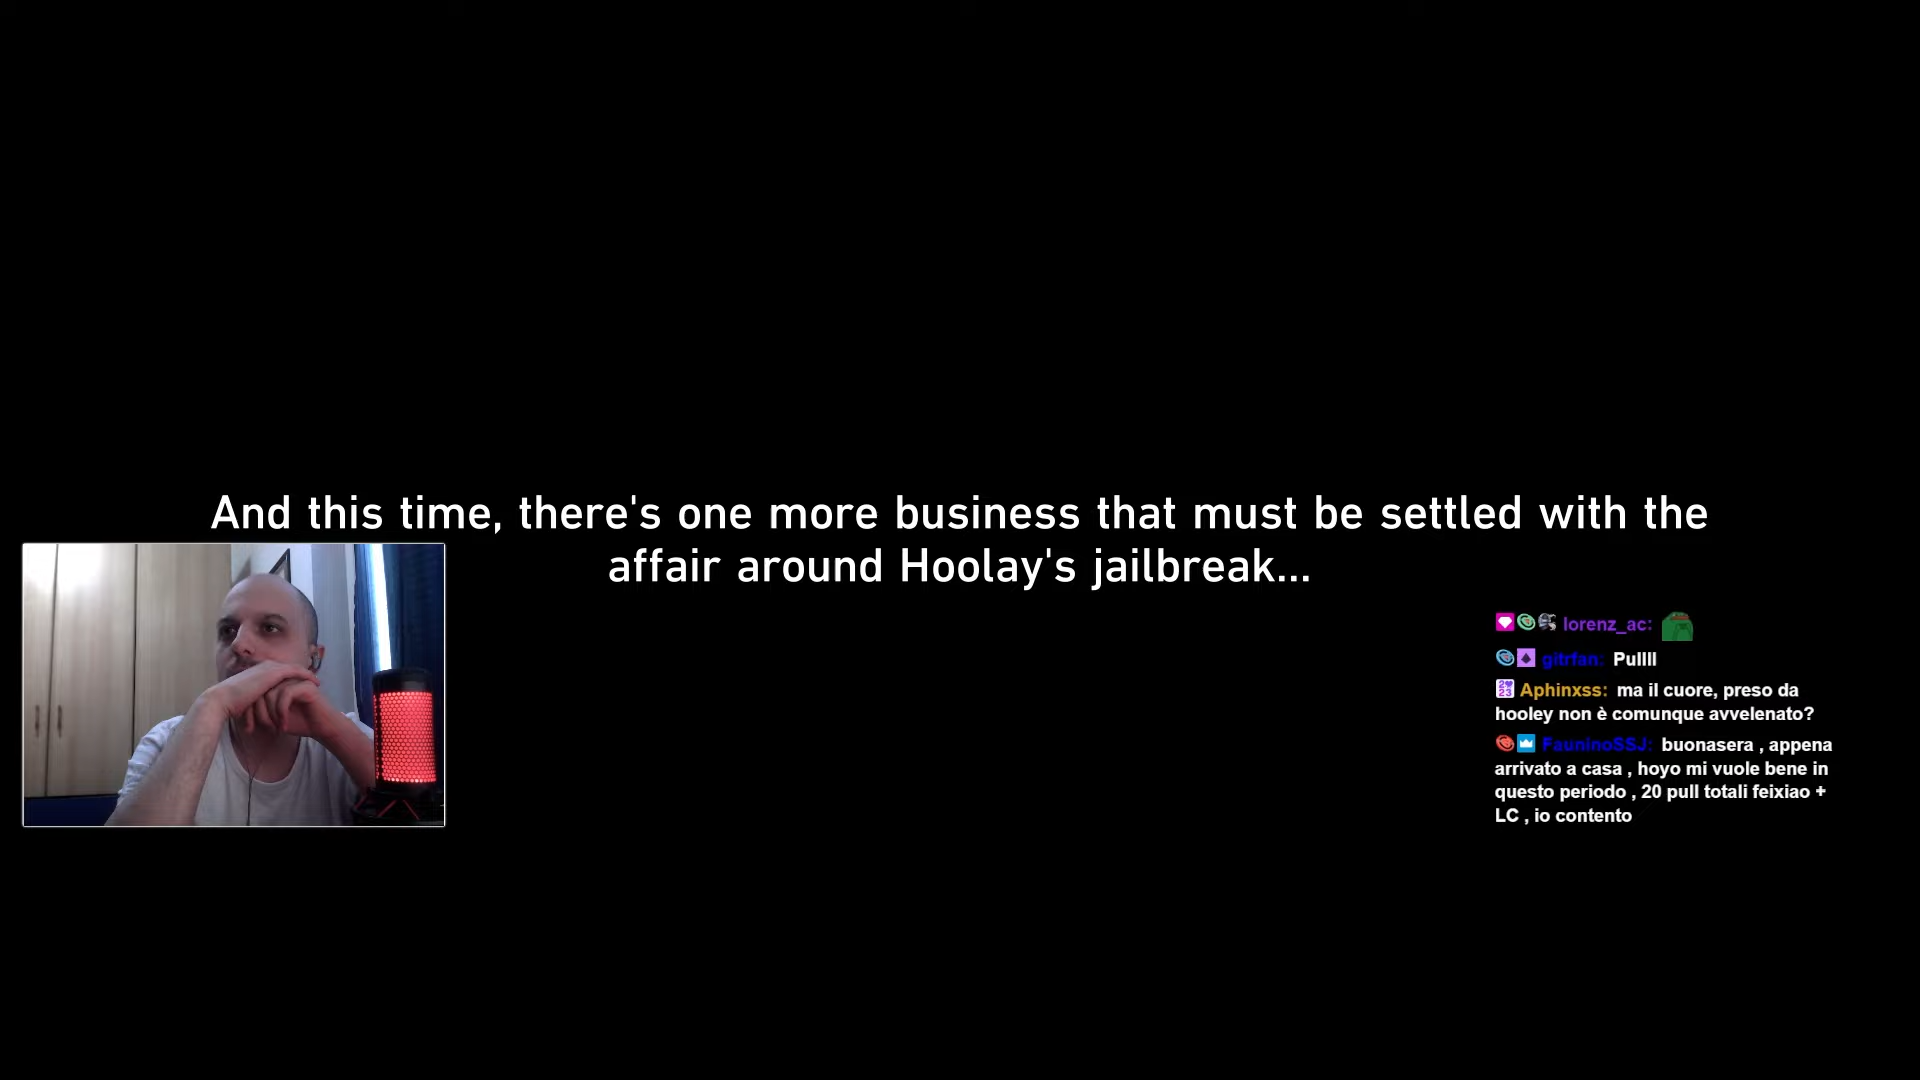 And this time, there's one more business that must be settled with the
affair around Hoolay's jailbreak...
lorenz_ac:
gitrfan: Pullll
Aphinxss: ma il cuore, preso da
hooley non è comunque avvelenato?
FauninoSSJ: buonasera , appena
arrivato a casa , hoyo mi vuole bene in
questo periodo , 20 pull totali feixiao +
LC , io contento